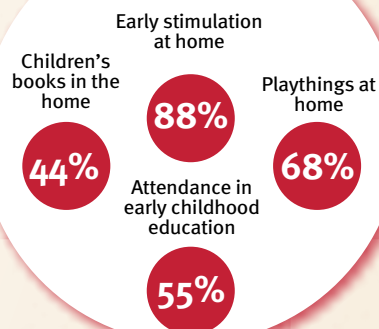 Early stimulation
at home
88%
Children’s
books in the
home
44%
Playthings at
home
68%
Attendance in
early childhood
education
55%